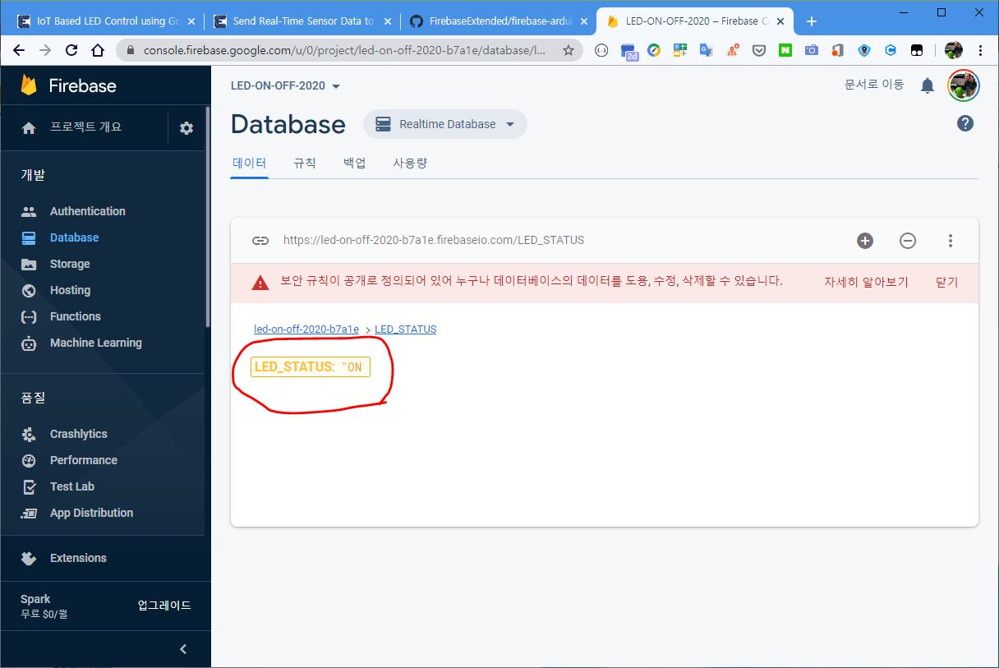 IoT Based LED Control using Go
Send Real-Time Sensor Data to
FirebaseExtended/firebase-ardui
LED-ON-OFF-2020 – Firebase C
console.firebase.google.com/u/0/project/led-on-off-2020-b7a1e/database/l...
2d
N
Firebase
프로젝트 개요
개발
Authentication
Database
Storage
Hosting
Functions
Machine Learning
품질
Crashlytics
Performance
Test Lab
App Distribution
Extensions
Spark
무료 $0/월
업그레이드
LED-ON-OFF-2020
문서로 이동
Database
Realtime Database
데이터
규칙
백업
사용량
https://led-on-off-2020-b7a1e.firebaseio.com/LED_STATUS
보안 규칙이 공개로 정의되어 있어 누구나 데이터베이스의 데이터를 도용, 수정, 삭제할 수 있습니다.
자세히 알아보기
닫기
led-on-off-2020-b7a1e > LED_STATUS
LED_STATUS: "ON